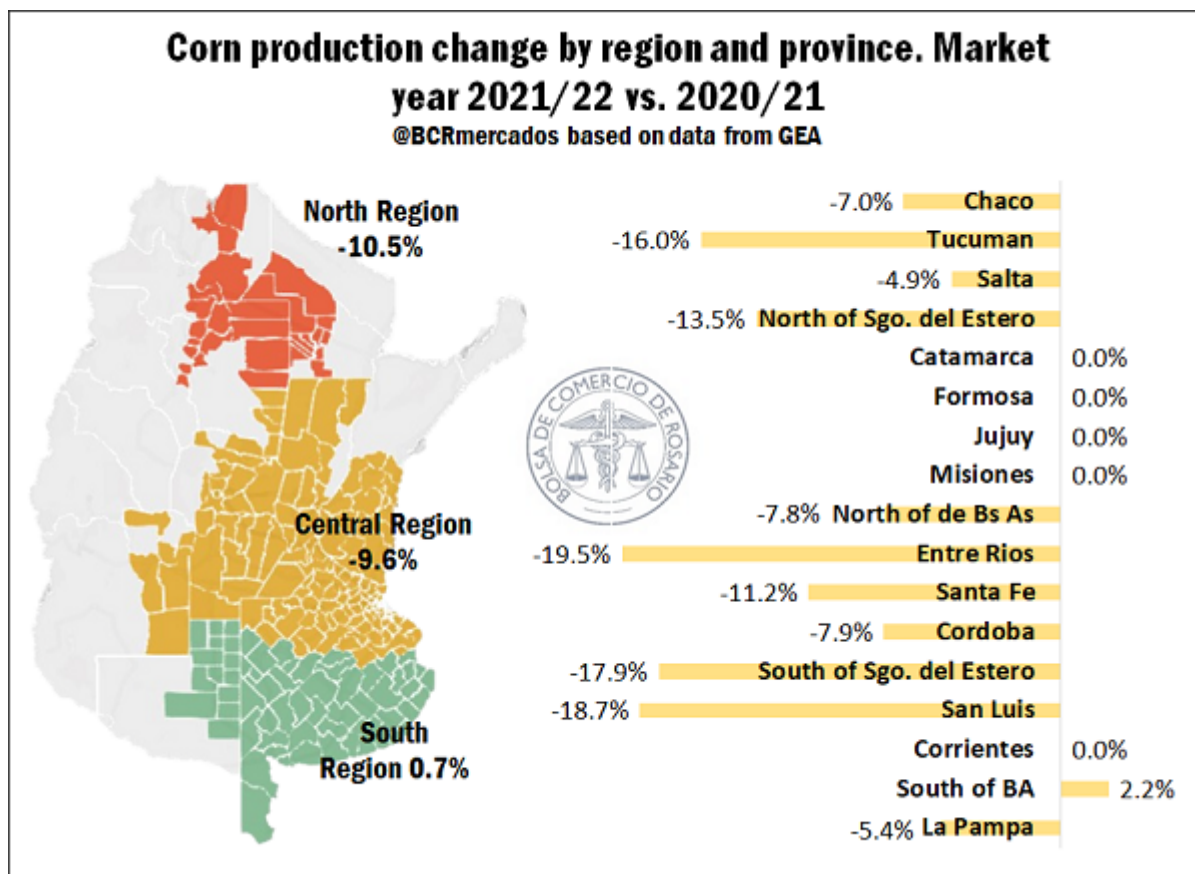 Corn production change by region and province. Market
year 2021/22 vs. 2020/21
@BCRmercados based on data from GEA
North Region
-10.5%
Central Region
-9.6%
South
Region 0.7%
BOLSA DE COMERCIO DE ROSARIO
-7.0% Chaco
-16.0% Tucuman
-4.9% Salta
-13.5% North of Sgo. del Estero
Catamarca 0.0%
Formosa 0.0%
Jujuy 0.0%
Misiones 0.0%
-7.8% North of de Bs As
-19.5% Entre Rios
-11.2% Santa Fe
-7.9% Cordoba
-17.9% South of Sgo. del Estero
-18.7% San Luis
Corrientes 0.0%
South of BA 2.2%
-5.4% La Pampa